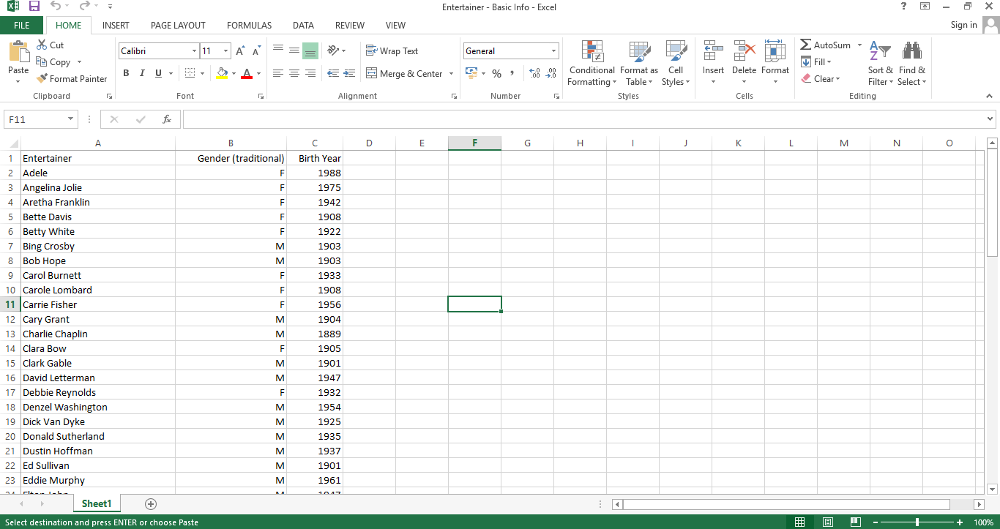 Entertainer - Basic Info - Excel
?
FILE HOME INSERT PAGE LAYOUT FORMULAS DATA REVIEW VIEW Sign in
Paste
Cut
Copy
Format Painter
Clipboard
Calibri 11
B I U
Font
Wrap Text
Merge & Center
Alignment
General
% ,
Number
Conditional Formatting
Format as Table
Cell Styles
Styles
Insert Delete Format
Cells
AutoSum
Fill
Clear
Sort & Filter
Find & Select
Editing
F11 fx
A B C D E F G H I J K L M N O
1 Entertainer Gender (traditional) Birth Year
2 Adele F 1988
3 Angelina Jolie F 1975
4 Aretha Franklin F 1942
5 Bette Davis F 1908
6 Betty White F 1922
7 Bing Crosby M 1903
8 Bob Hope M 1903
9 Carol Burnett F 1933
10 Carole Lombard F 1908
11 Carrie Fisher F 1956
12 Cary Grant M 1904
13 Charlie Chaplin M 1889
14 Clara Bow F 1905
15 Clark Gable M 1901
16 David Letterman M 1947
17 Debbie Reynolds F 1932
18 Denzel Washington M 1954
19 Dick Van Dyke M 1925
20 Donald Sutherland M 1935
21 Dustin Hoffman M 1937
22 Ed Sullivan M 1901
23 Eddie Murphy M 1961
24 Elton John M 1947
Sheet1
Select destination and press ENTER or choose Paste 100%